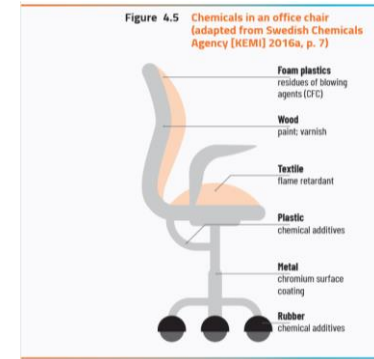 Figure 4.5 Chemicals in an office chair
(adapted from Swedish Chemicals
Agency [KEMI] 2016a, p. 7)
Foam plastics
residues of blowing
agents (CFC)
Wood
paint; varnish
Textile
flame retardant
Plastic
chemical additives
Metal
chromium surface
coating
Rubber
chemical additives